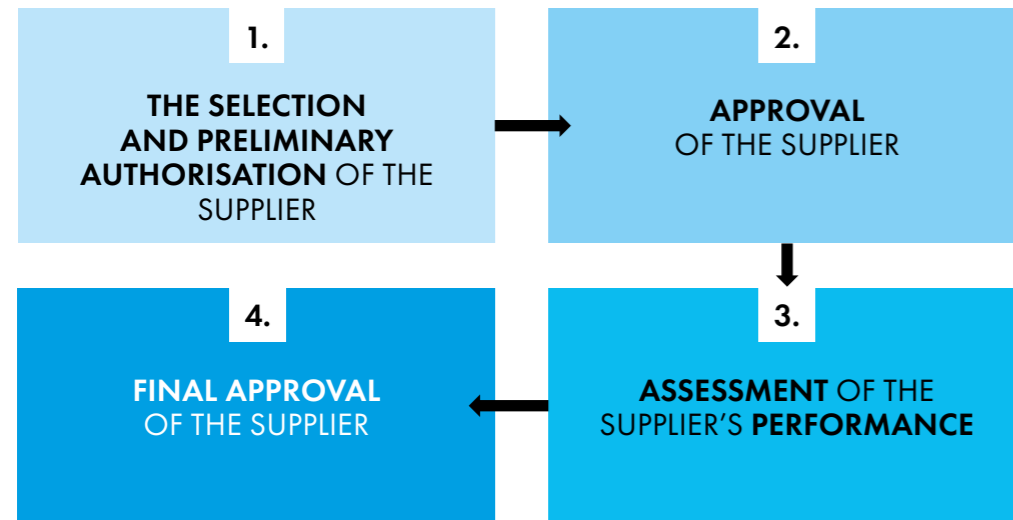 1.
THE SELECTION
AND PRELIMINARY
AUTHORISATION OF THE
SUPPLIER
2.
APPROVAL
OF THE SUPPLIER
3.
ASSESSMENT OF THE
SUPPLIER'S PERFORMANCE
4.
FINAL APPROVAL
OF THE SUPPLIER